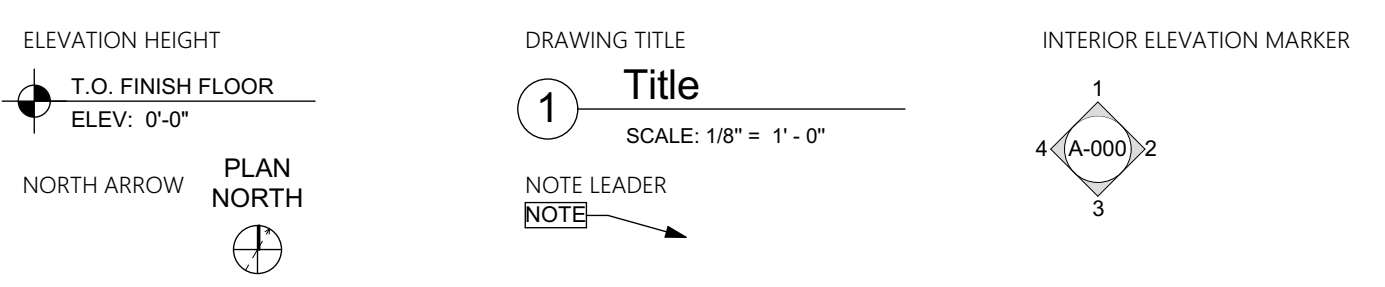 ELEVATION HEIGHT
T.O. FINISH FLOOR
ELEV: 0'-0"
NORTH ARROW
PLAN
NORTH
DRAWING TITLE
1
Title
SCALE: 1/8" = 1' - 0"
NOTE LEADER
NOTE
INTERIOR ELEVATION MARKER
1
4 A-000 2
3